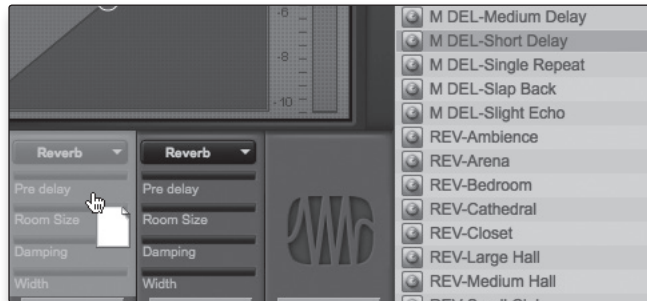 -6
-8
-10
Reverb
Pre delay
Room Size
Damping
Width
Reverb
Pre delay
Room Size
Damping
Width
M DEL-Medium Delay
M DEL-Short Delay
M DEL-Single Repeat
M DEL-Slap Back
M DEL-Slight Echo
REV-Ambience
REV-Arena
REV-Bedroom
REV-Cathedral
REV-Closet
REV-Large Hall
REV-Medium Hall